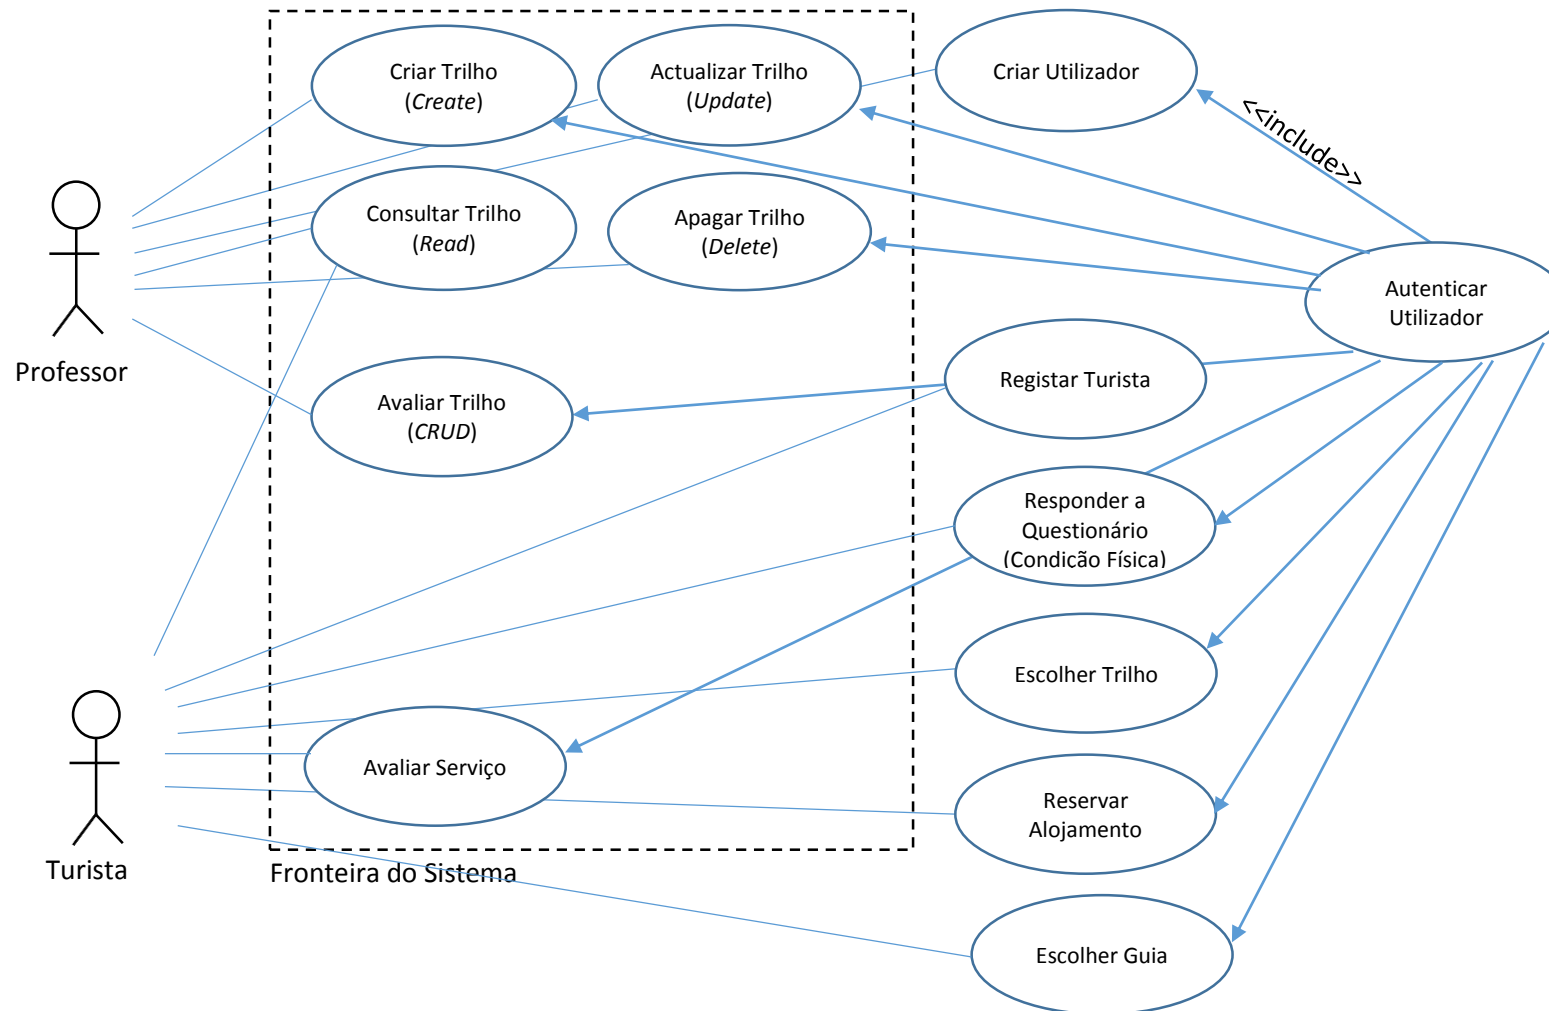 Criar Trilho
(Create)
Actualizar Trilho
(Update)
Criar Utilizador
<<include>>
Consultar Trilho
(Read)
Apagar Trilho
(Delete)
Autenticar
Utilizador
Professor
Avaliar Trilho
(CRUD)
Registar Turista
Responder a
Questionário
(Condição Física)
Escolher Trilho
Avaliar Serviço
Reservar
Alojamento
Turista
Fronteira do Sistema
Escolher Guia